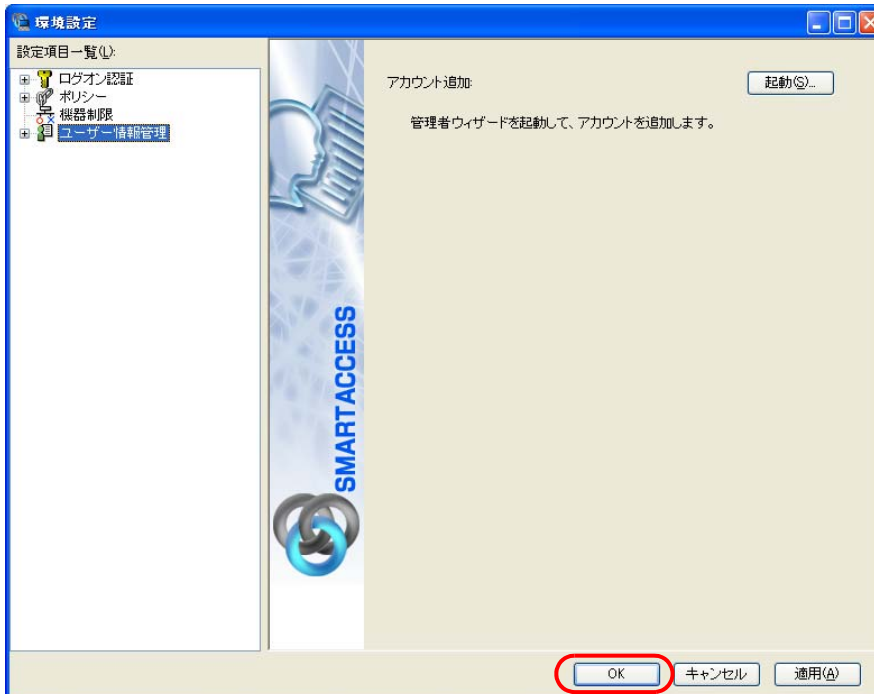 環境設定
設定項目一覧(L):
ログオン認証
ポリシー
機器制限
ユーザー情報管理
SMARTACCESS
アカウント追加:
起動(S)...
管理者ウィザードを起動して、アカウントを追加します。
OK
キャンセル
適用(A)